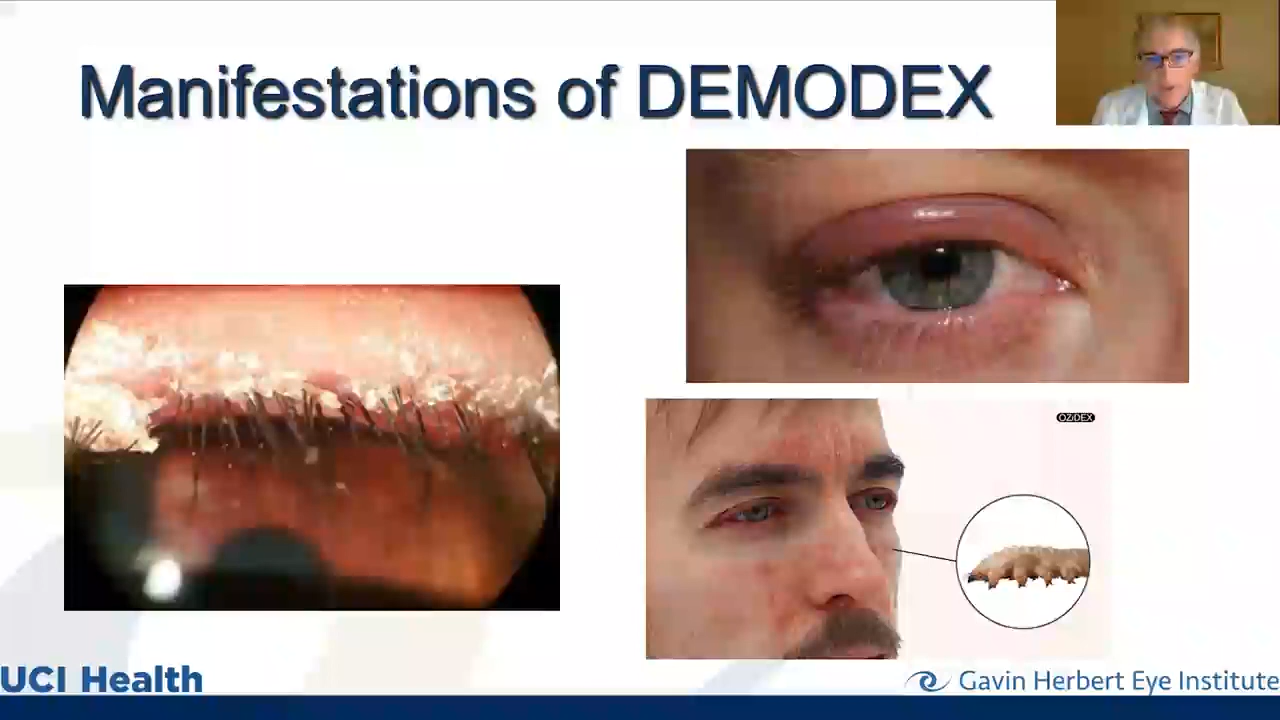 Manifestations of DEMODEX
OZIDEX
UCI Health
Gavin Herbert Eye Institute